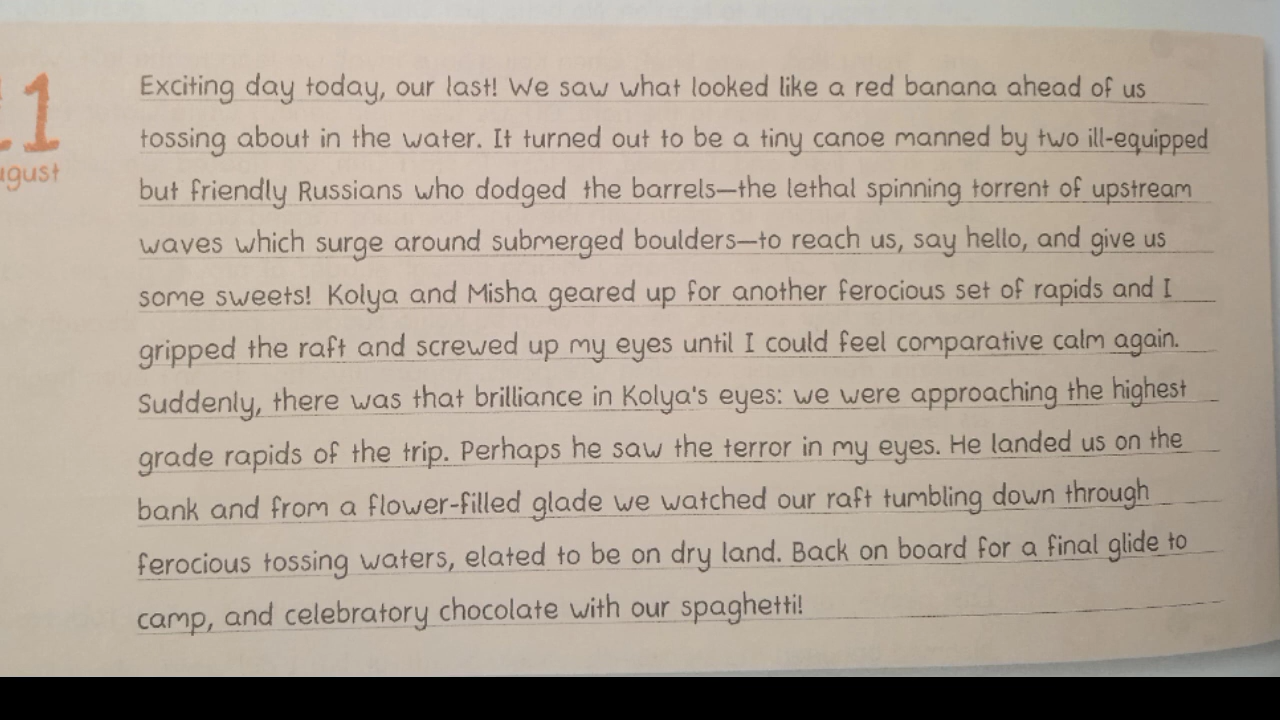 Exciting day today, our last! We saw what looked like a red banana ahead of us
tossing about in the water. It turned out to be a tiny canoe manned by two ill-equipped
but friendly Russians who dodged the barrels—the lethal spinning torrent of upstream
waves which surge around submerged boulders—to reach us, say hello, and give us
some sweets! Kolya and Misha geared up for another ferocious set of rapids and I
gripped the raft and screwed up my eyes until I could feel comparative calm again.
Suddenly, there was that brilliance in Kolya's eyes: we were approaching the highest
grade rapids of the trip. Perhaps he saw the terror in my eyes. He landed us on the
bank and from a flower-filled glade we watched our raft tumbling down through
ferocious tossing waters, elated to be on dry land. Back on board for a final glide to
camp, and celebratory chocolate with our spaghetti!